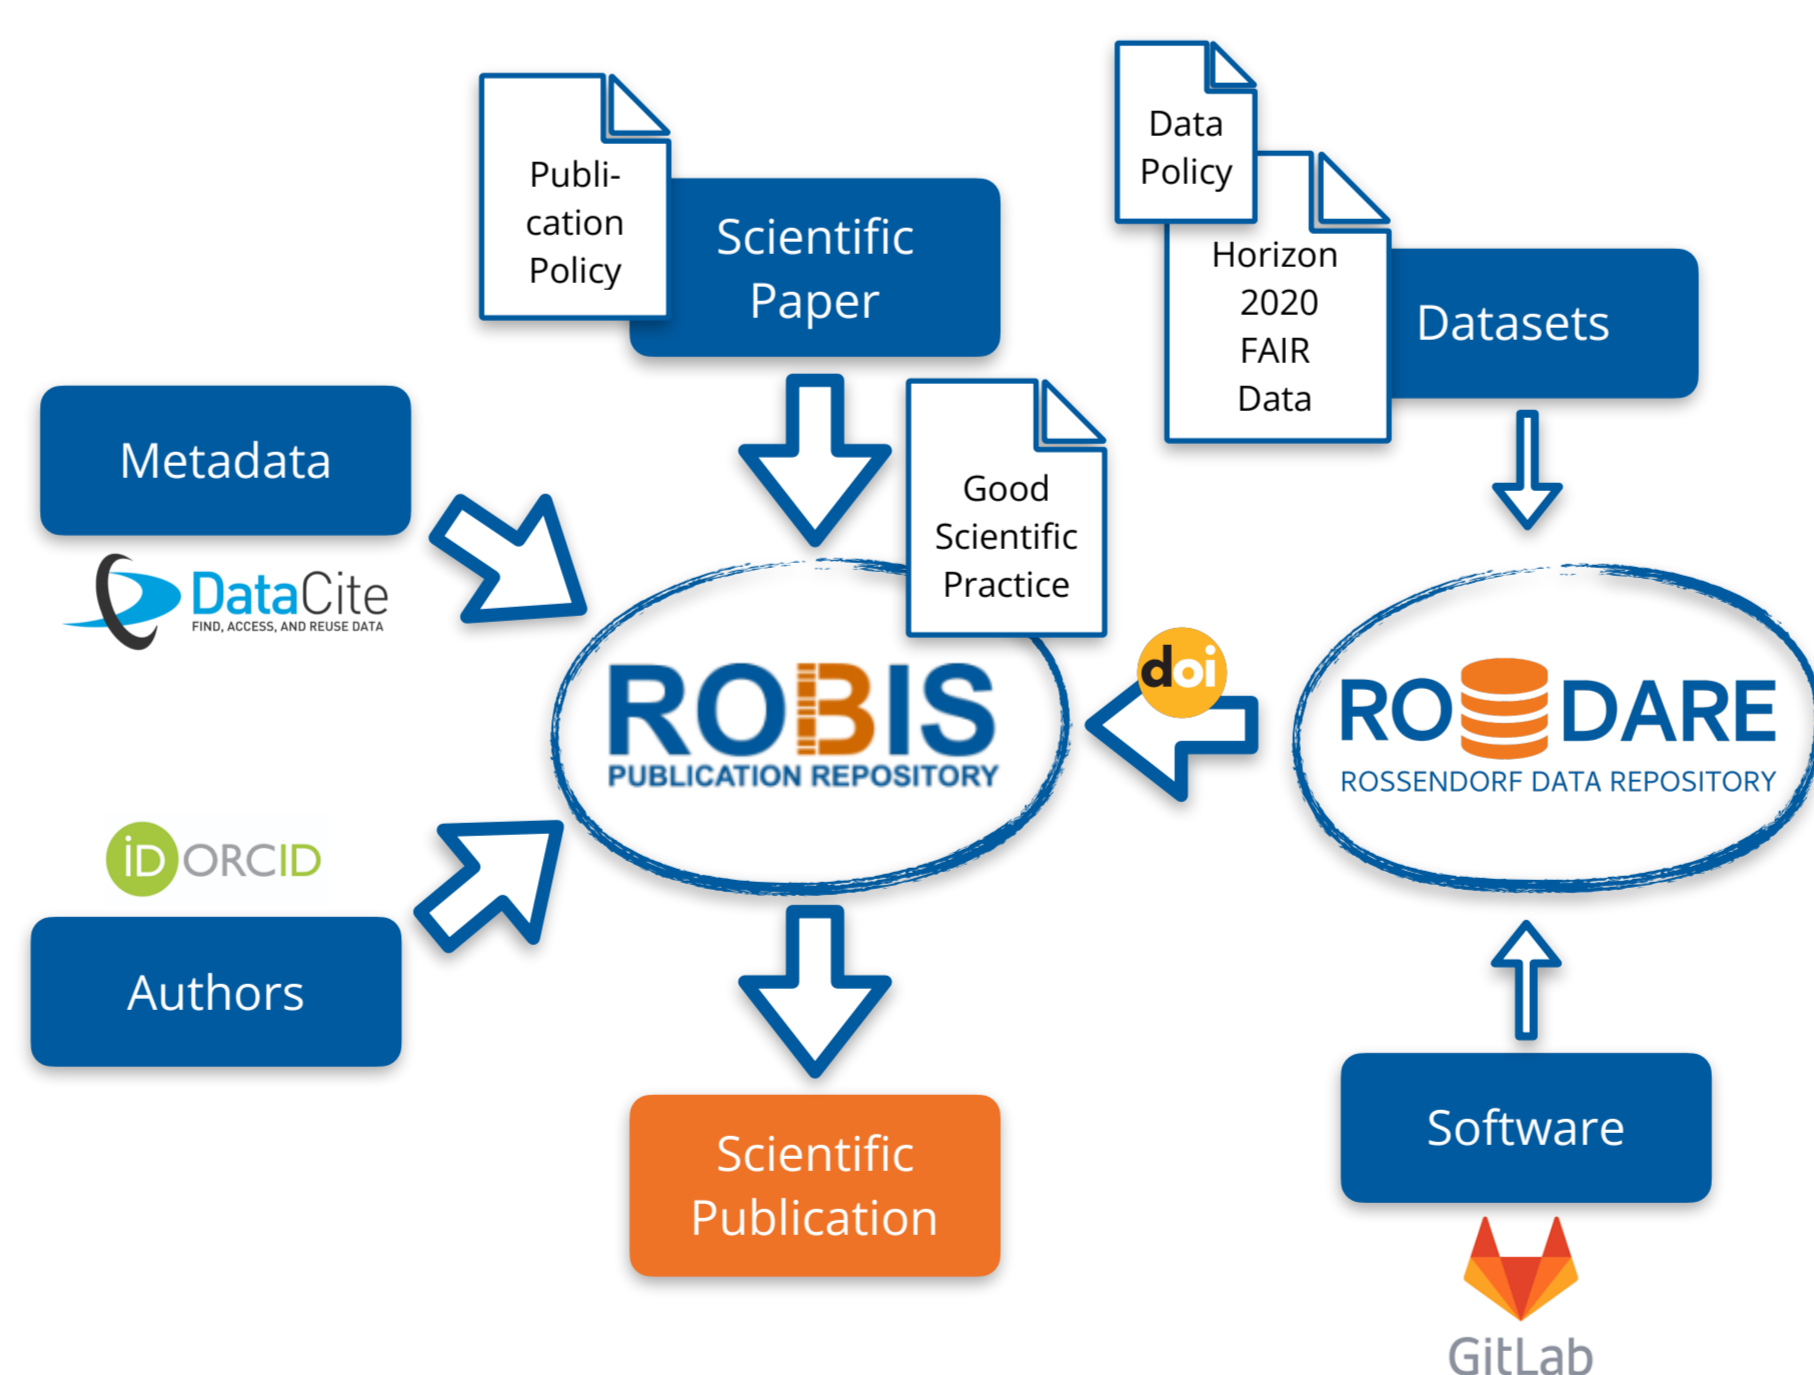 Publi-
cation
Policy
Scientific
Paper
Data
Policy
Horizon
2020
FAIR
Data
Datasets
Metadata
DataCite
FIND, ACCESS, AND REUSE DATA
Good
Scientific
Practice
ROBIS
PUBLICATION REPOSITORY
doi
RODARE
ROSSENDORF DATA REPOSITORY
iD ORCID
Authors
Scientific
Publication
Software
GitLab